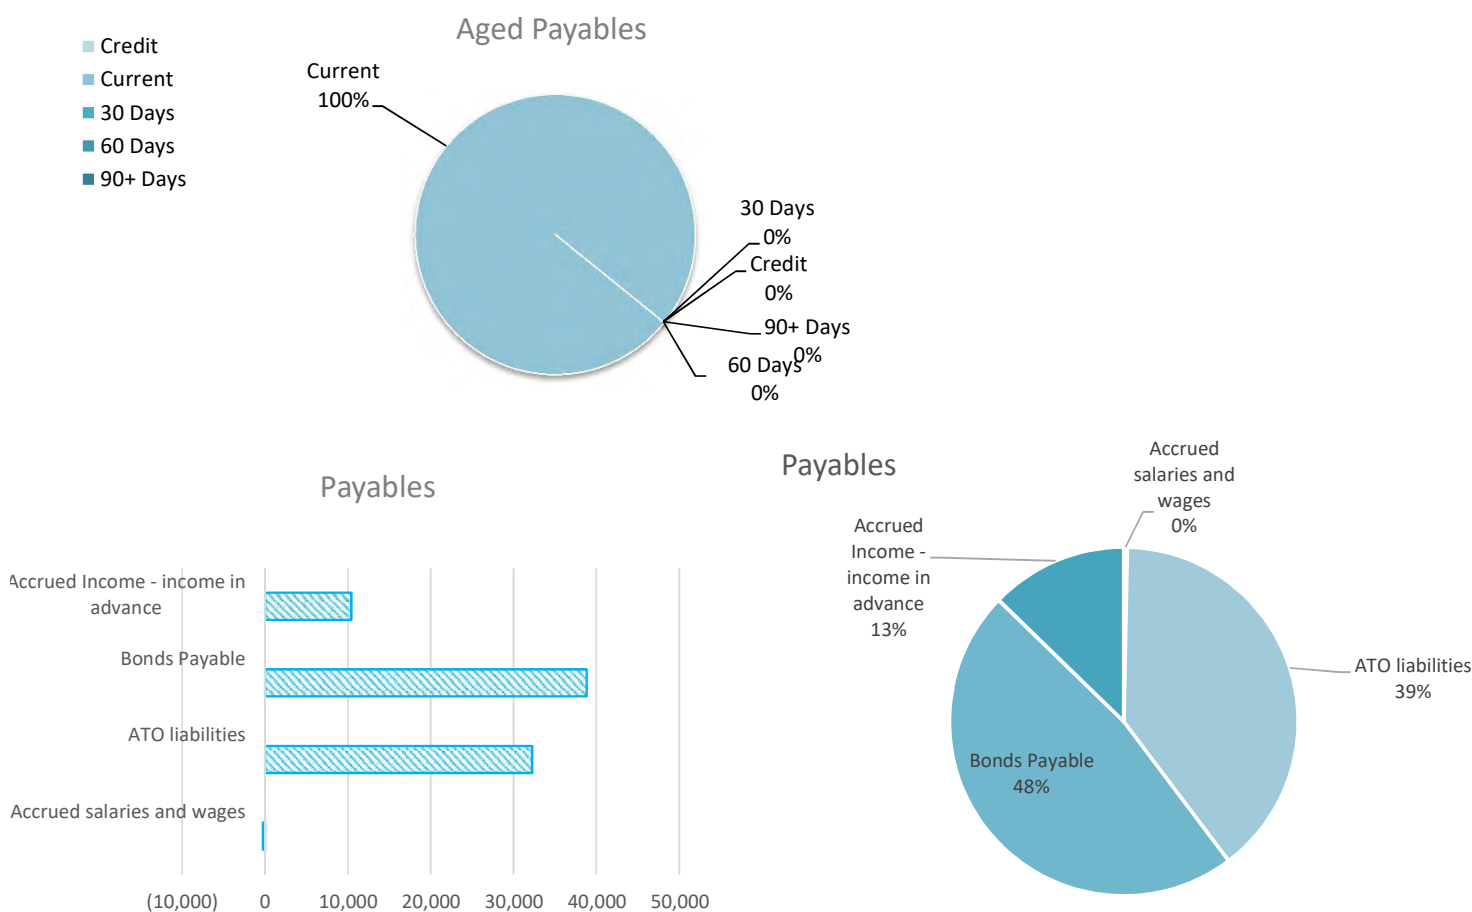 Aged Payables
Credit
Current
30 Days
60 Days
90+ Days
Current
100%
30 Days
0%
Credit
0%
90+ Days
0%
60 Days
0%
Payables
Accrued Income - income in
advance
Bonds Payable
ATO liabilities
Accrued salaries and wages
(10,000)
0
10,000
20,000
30,000
40,000
50,000
Payables
Accrued
salaries and
wages
0%
Accrued
Income -
income in
advance
13%
ATO liabilities
39%
Bonds Payable
48%